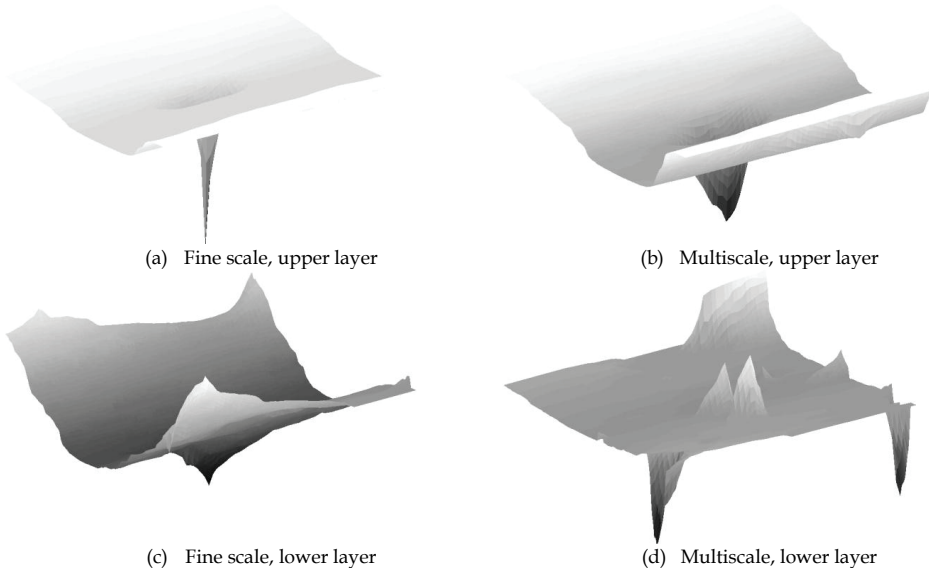 (a) Fine scale, upper layer
(b) Multiscale, upper layer
(c) Fine scale, lower layer
(d) Multiscale, lower layer